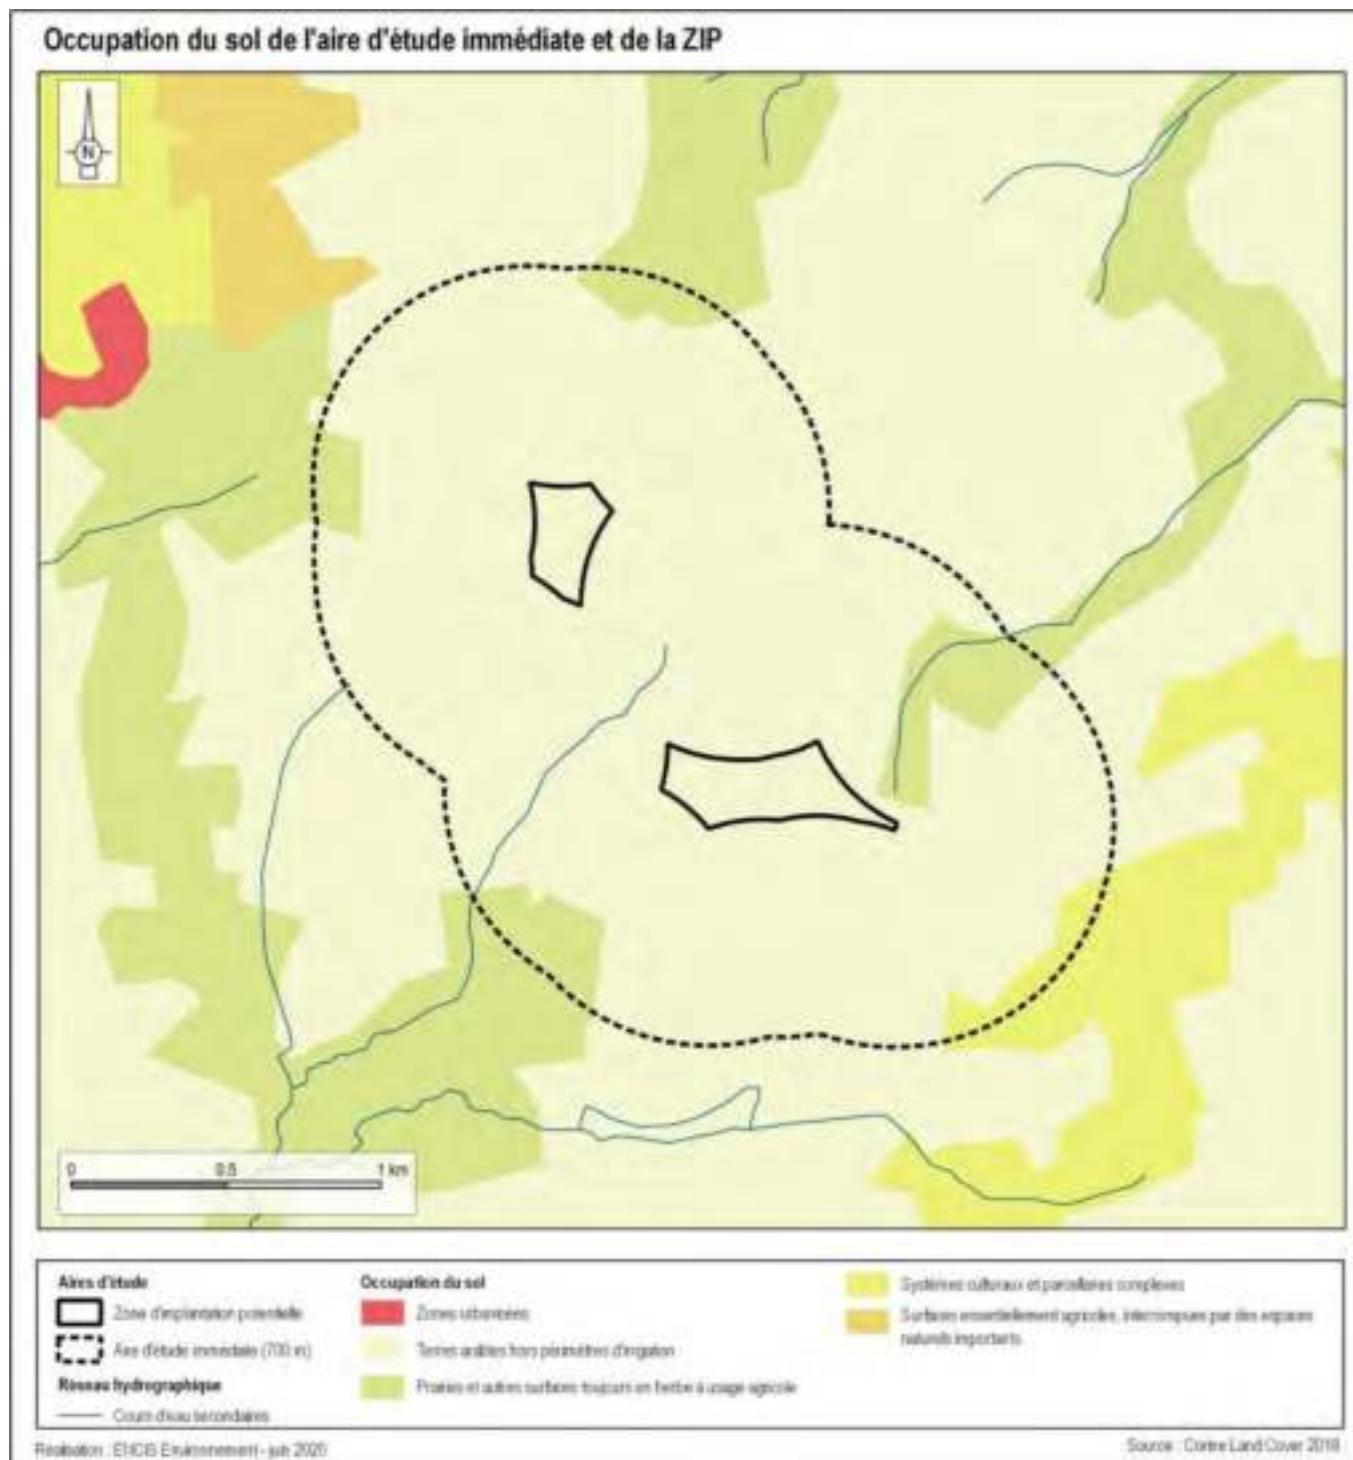 Occupation du sol de l'aire d'étude immédiate et de la ZIP
N
0 0.5 1 km
Aires d'étude
Zone d'implantation potentielle
Aire d'étude immédiate (700 m)
Réseau hydrographique
Cours d'eau secondaires
Occupation du sol
Zones urbanisées
Terres arables hors périmètres d'irrigation
Prairies et autres surfaces toujours en herbe à usage agricole
Systèmes culturaux et parcellaires complexes
Surfaces essentiellement agricoles, interrompues par des espaces
naturels importants
Réalisation : ENCIS Environnement - juin 2020
Source : Corine Land Cover 2018